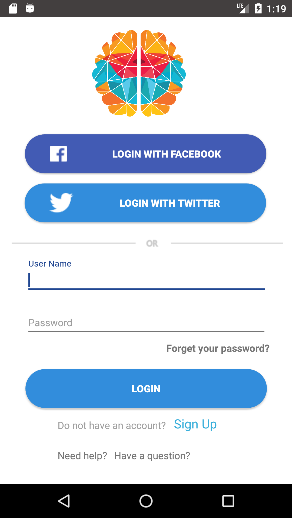 1:19
LOGIN WITH FACEBOOK
LOGIN WITH TWITTER
OR
User Name
Password
Forget your password?
LOGIN
Do not have an account? Sign Up
Need help? Have a question?